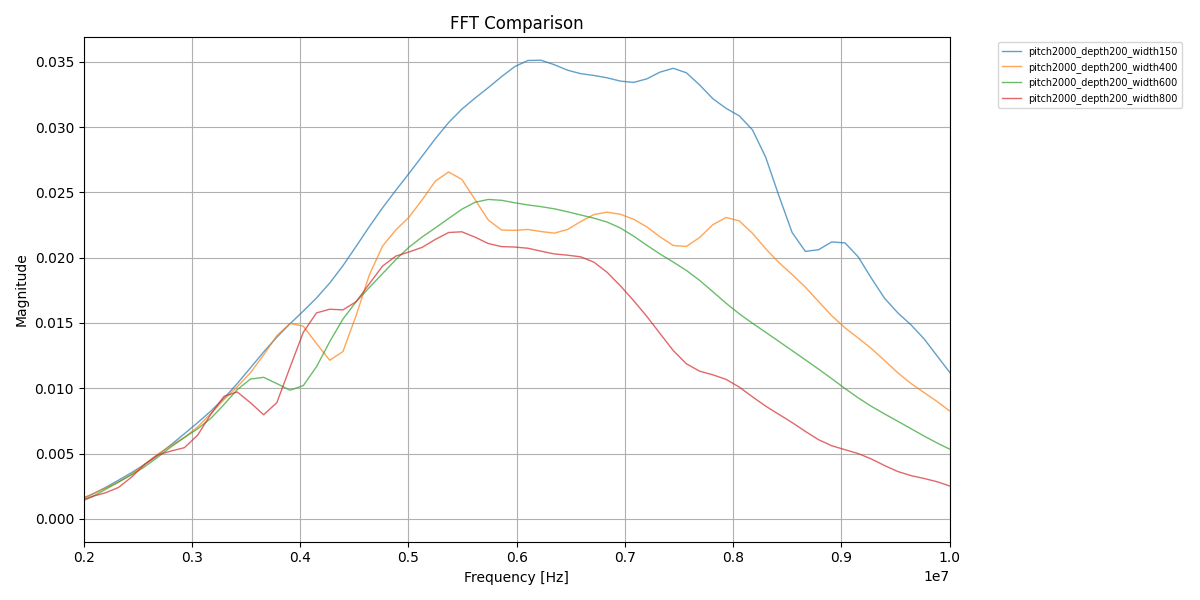 FFT Comparison
pitch2000_depth200_width150
pitch2000_depth200_width400
pitch2000_depth200_width600
pitch2000_depth200_width800
0.035
0.030
0.025
0.020
0.015
0.010
0.005
0.000
Magnitude
0.2 0.3 0.4 0.5 0.6 0.7 0.8 0.9 1.0
1e7
Frequency [Hz]